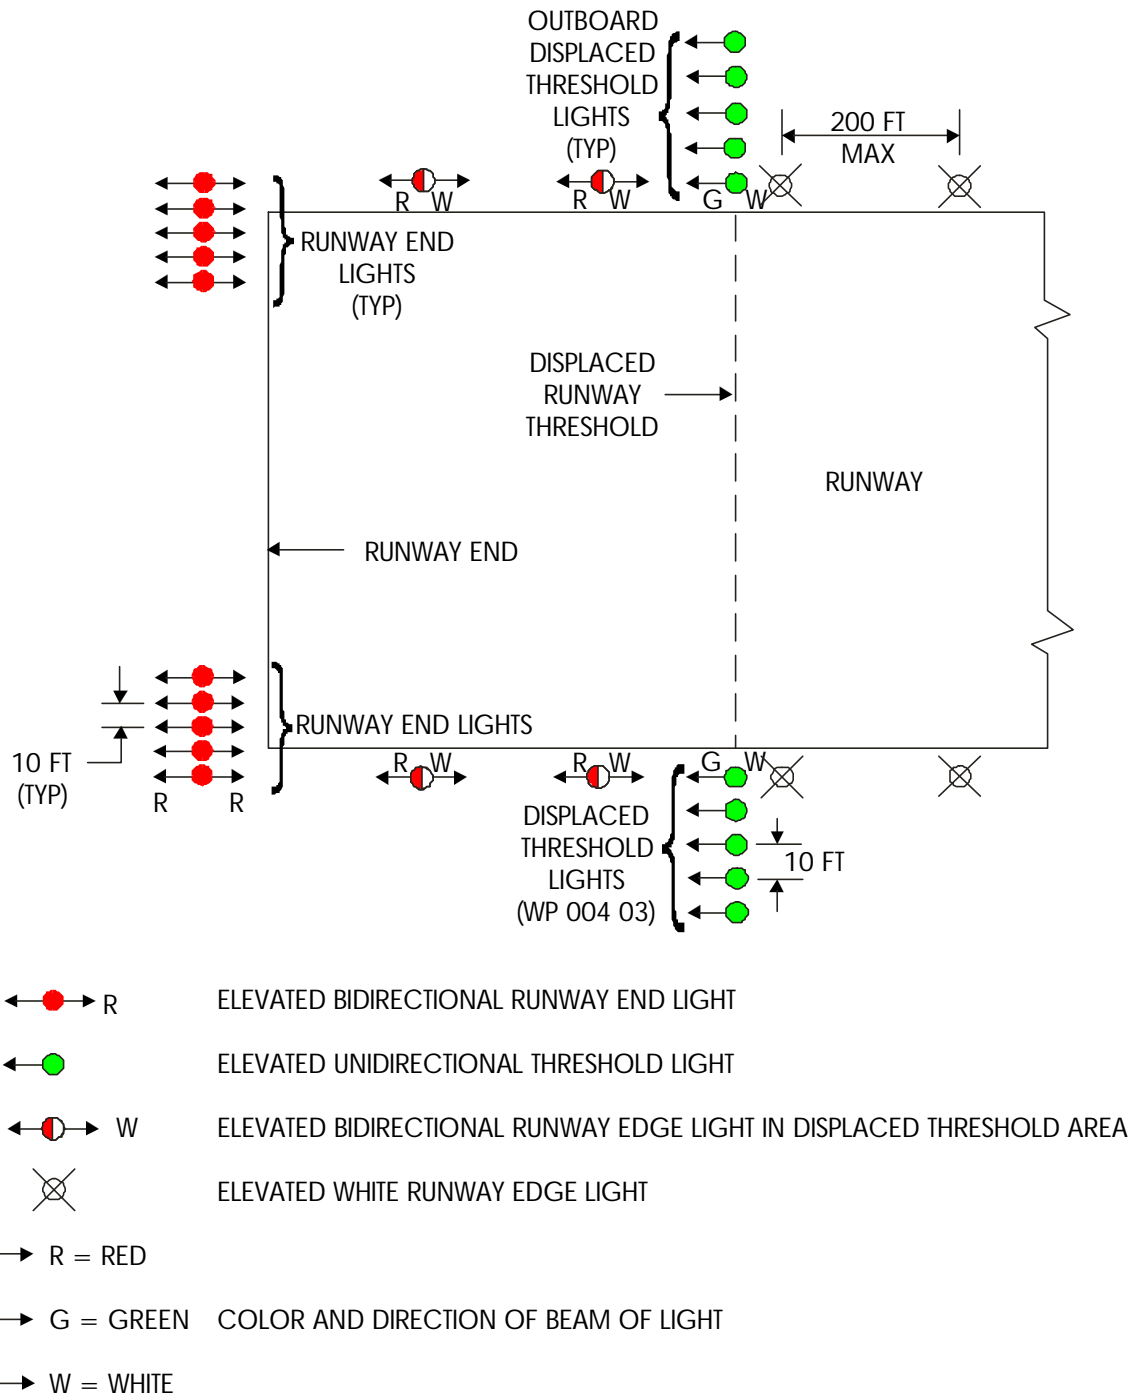 OUTBOARD
DISPLACED
THRESHOLD
LIGHTS
(TYP)
200 FT
MAX
R W
R W
G W
RUNWAY END
LIGHTS
(TYP)
DISPLACED
RUNWAY
THRESHOLD
RUNWAY
RUNWAY END
RUNWAY END LIGHTS
10 FT
(TYP)
R R
R W
R W
G W
DISPLACED
THRESHOLD
LIGHTS
(WP 004 03)
10 FT
R ELEVATED BIDIRECTIONAL RUNWAY END LIGHT
ELEVATED UNIDIRECTIONAL THRESHOLD LIGHT
W ELEVATED BIDIRECTIONAL RUNWAY EDGE LIGHT IN DISPLACED THRESHOLD AREA
ELEVATED WHITE RUNWAY EDGE LIGHT
R = RED
G = GREEN COLOR AND DIRECTION OF BEAM OF LIGHT
W = WHITE